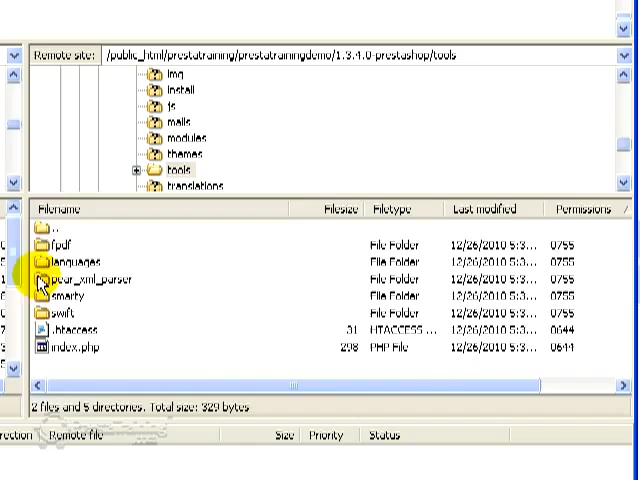 Remote site: /public_html/prestatraining/prestatrainingdemo/1.3.4.0-prestashop/tools
img
install
js
mails
modules
themes
tools
translations
Filename Filesize Filetype Last modified Permissions
..
fpdf File Folder 12/26/2010 5:3... 0755
languages File Folder 12/26/2010 5:3... 0755
pear_xml_parser File Folder 12/26/2010 5:3... 0755
smarty File Folder 12/26/2010 5:3... 0755
swift File Folder 12/26/2010 5:3... 0755
.htaccess 31 HTACCESS ... 12/26/2010 5:3... 0644
index.php 298 PHP File 12/26/2010 5:3... 0644
2 files and 5 directories. Total size: 329 bytes
rection Remote file Size Priority Status